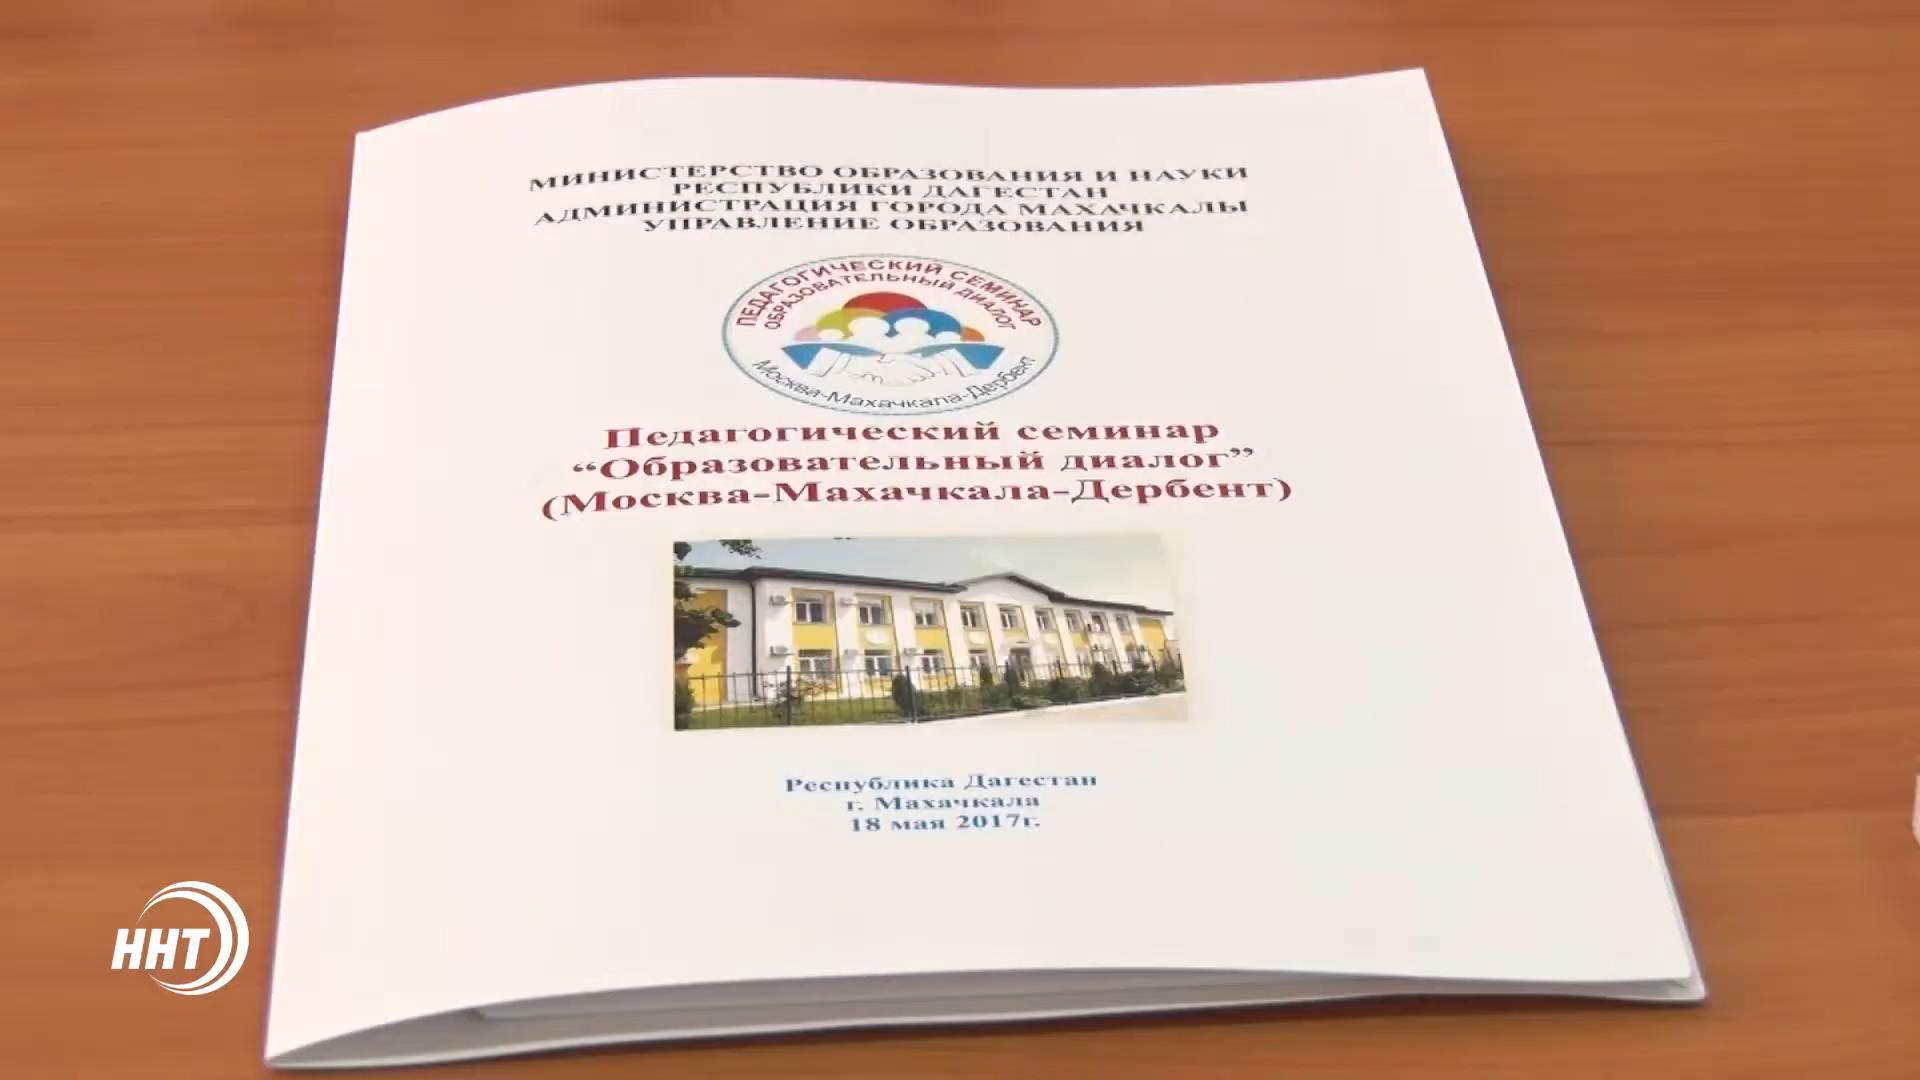 МИНИСТЕРСТВО ОБРАЗОВАНИЯ И НАУКИ
РЕСПУБЛИКИ ДАГЕСТАН
АДМИНИСТРАЦИЯ ГОРОДА МАХАЧКАЛЫ
УПРАВЛЕНИЕ ОБРАЗОВАНИЯ
ПЕДАГОГИЧЕСКИЙ СЕМИНАР
ОБРАЗОВАТЕЛЬНЫЙ ДИАЛОГ
Москва-Махачкала-Дербент
Педагогический семинар
“Образовательный диалог”
(Москва-Махачкала-Дербент)
Республика Дагестан
г. Махачкала
18 мая 2017г.
ННТ